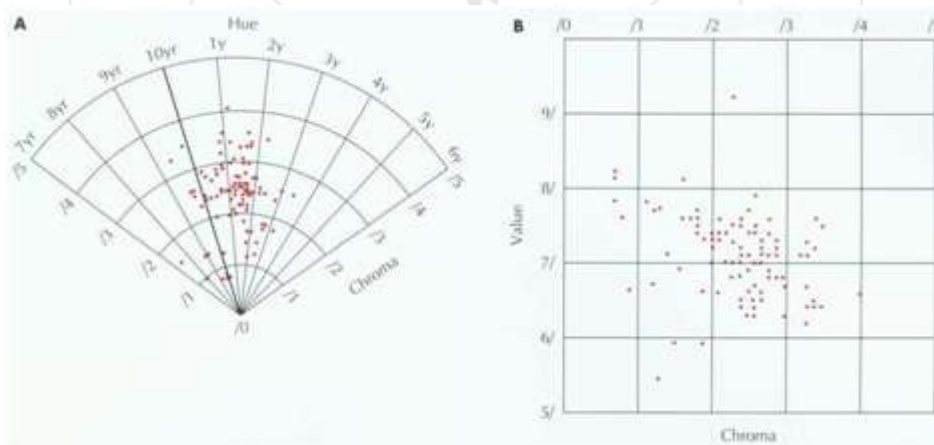 A
Hue
7yr 8yr 9yr 10yr 1y 2y 3y 4y 5y 6y
/5 /4 /3 /2 /1 /0 /1 /2 /3 /4 /5
Chroma
B
/0 /1 /2 /3 /4
9/
8/
7/
6/
5/
Value
Chroma